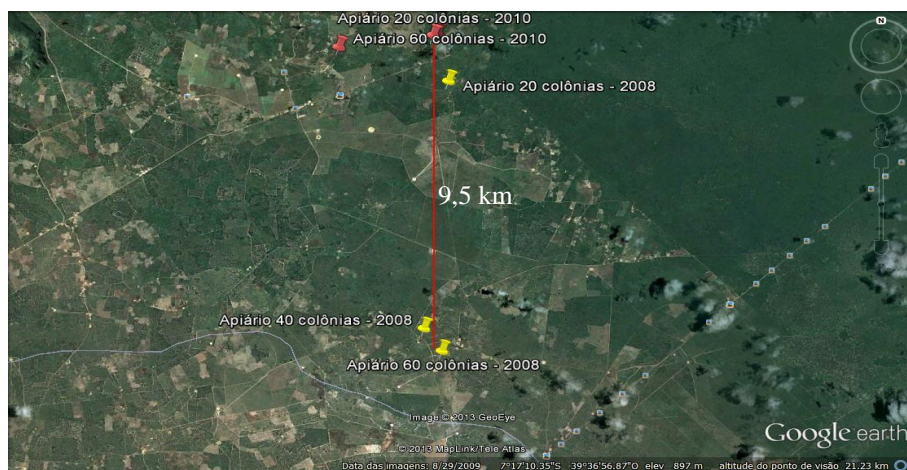 Apiário 20 colônias - 2010
Apiário 60 colônias - 2010
Apiário 20 colônias - 2008
9,5 km
Apiário 40 colônias - 2008
Apiário 60 colônias - 2008
Image © 2013 GeoEye
© 2013 MapLink/Tele Atlas
Google earth
Data das imagens: 8/29/2009 7°17'10.35"S 39°36'56.87"O elev 897 m altitude do ponto de visão 21.23 km
N